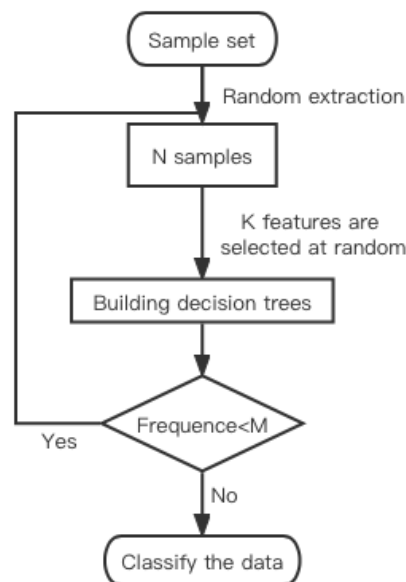 Sample set
Random extraction
N samples
K features are
selected at random
Building decision trees
Frequence<M
Yes
No
Classify the data